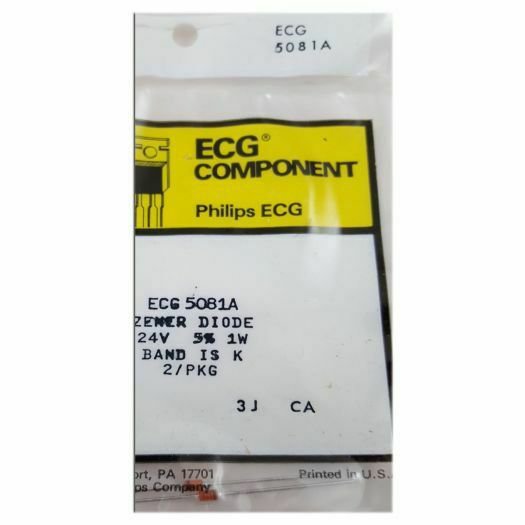 ECG
5081A
ECG®
COMPONENT
Philips ECG
ECG 5081A
ZENER DIODE
24V 5% 1W
BAND IS K
2/PKG
3J CA
ort, PA 17701 Printed in U.S.A
ps Company